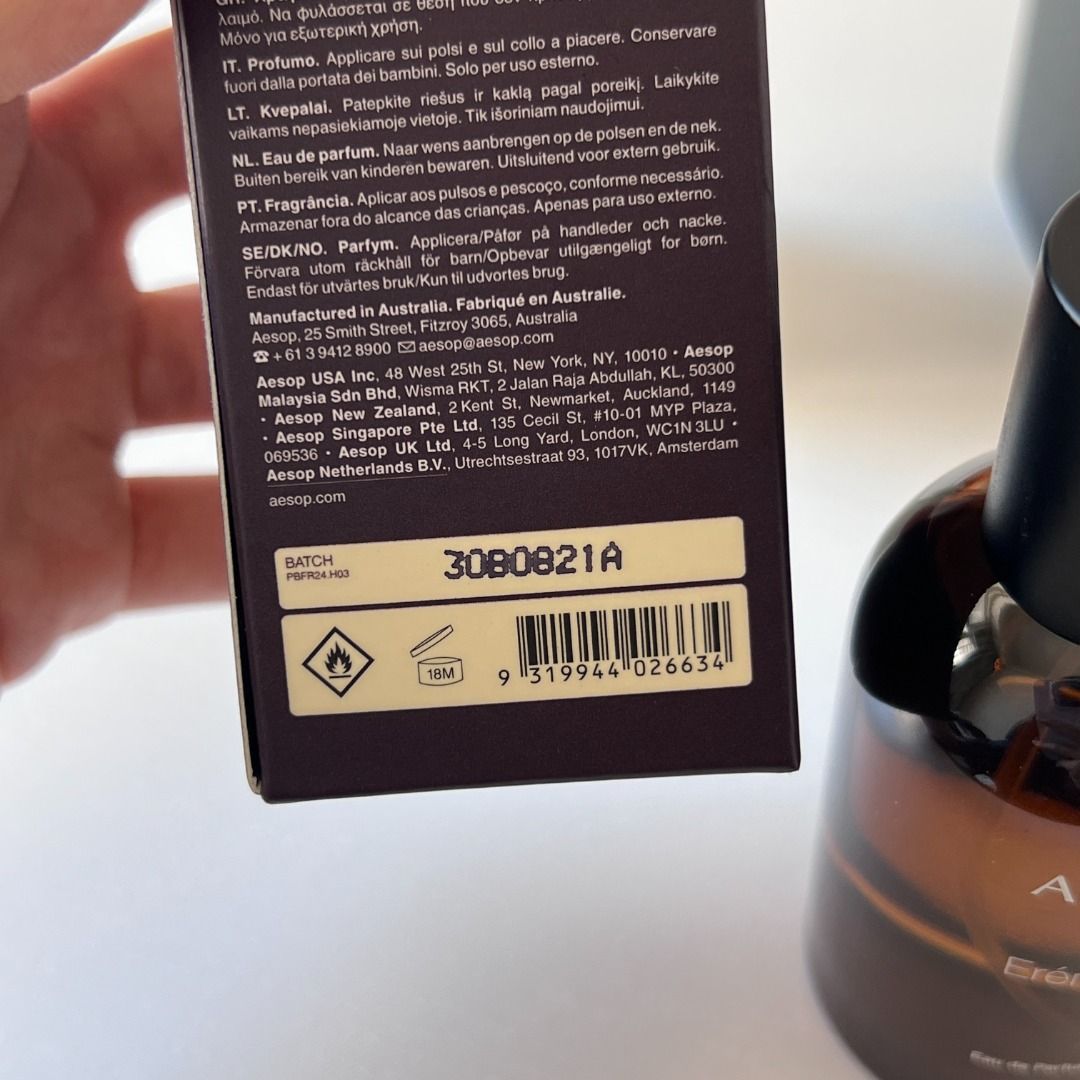 λαιμό. Να φυλάσσεται σε θέση που δεν
Μόνο για εξωτερική χρήση.
IT. Profumo. Applicare sui polsi e sul collo a piacere. Conservare
fuori dalla portata dei bambini. Solo per uso esterno.
LT. Kvepalai. Patepkite riešus ir kaklą pagal poreikį. Laikykite
vaikams nepasiekiamoje vietoje. Tik išoriniam naudojimui.
NL. Eau de parfum. Naar wens aanbrengen op de polsen en de nek.
Buiten bereik van kinderen bewaren. Uitsluitend voor extern gebruik.
PT. Fragrância. Aplicar aos pulsos e pescoço, conforme necessário.
Armazenar fora do alcance das crianças. Apenas para uso externo.
SE/DK/NO. Parfym. Applicera/Påfør på handleder och nacke.
Förvara utom räckhåll för barn/Opbevar utilgængeligt for børn.
Endast för utvärtes bruk/Kun til udvortes brug.
Manufactured in Australia. Fabriqué en Australie.
Aesop, 25 Smith Street, Fitzroy 3065, Australia
☎ + 61 3 9412 8900 ✉ aesop@aesop.com
Aesop USA Inc, 48 West 25th St, New York, NY, 10010 • Aesop
Malaysia Sdn Bhd, Wisma RKT, 2 Jalan Raja Abdullah, KL, 50300
• Aesop New Zealand, 2 Kent St, Newmarket, Auckland, 1149
• Aesop Singapore Pte Ltd, 135 Cecil St, #10-01 MYP Plaza,
069536 • Aesop UK Ltd, 4-5 Long Yard, London, WC1N 3LU •
Aesop Netherlands B.V., Utrechtsestraat 93, 1017VK, Amsterdam
aesop.com
BATCH
PBFR24.H03
30B0821A
18M
9 319944 026634
Eau de